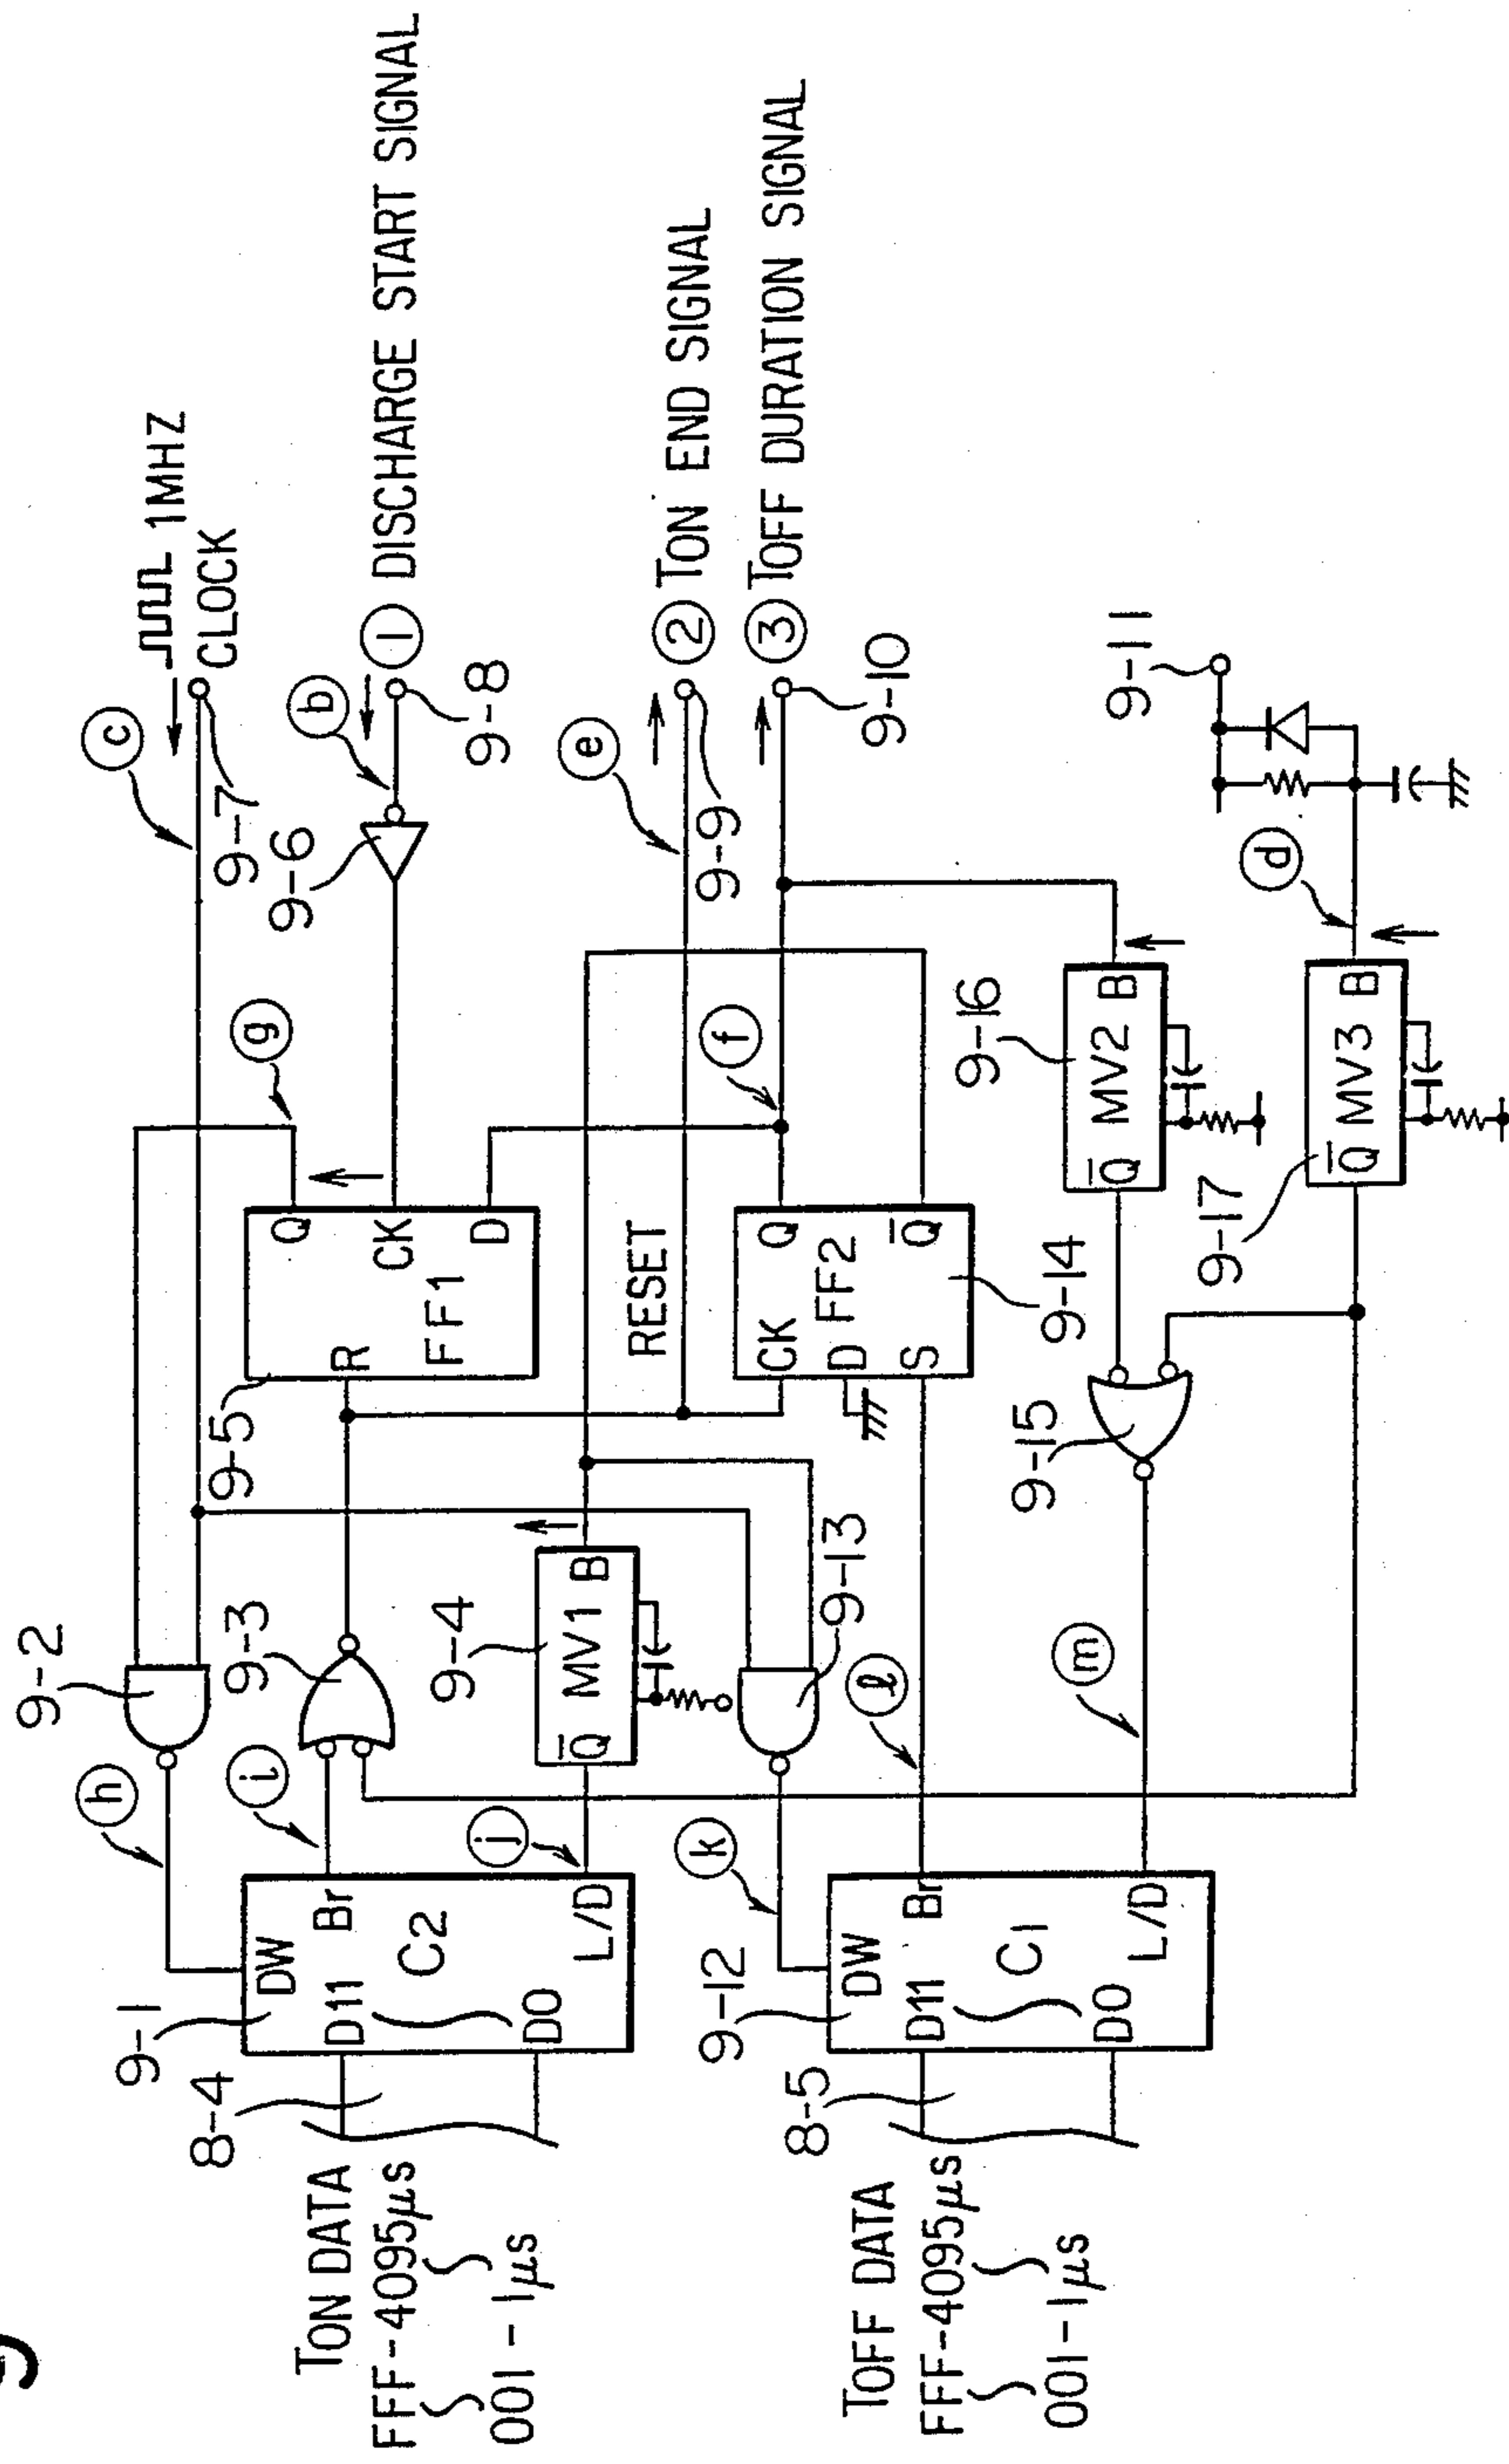 1MHZ
CLOCK
① DISCHARGE START SIGNAL
② TON END SIGNAL
③ TOFF DURATION SIGNAL
c
9-7
b
9-8
9-6
e
9-9
9-10
9-11
d
g
f
9-16
B
MV2
Q̅
B
MV3
Q̅
9-17
Q
CK
D
FF1
R
9-5
RESET
Q
CK
FF2
D
Q̅
S
9-14
9-15
9-2
9-3
9-4
B
MV1
Q̅
9-13
h
i
j
k
ℓ
m
9-1
DW
Br
D11
C2
D0
L/D
9-12
DW
Br
D11
C1
D0
L/D
8-4
8-5
TON DATA
FFF-4095μs
001-1μs
TOFF DATA
FFF-4095μs
001-1μs